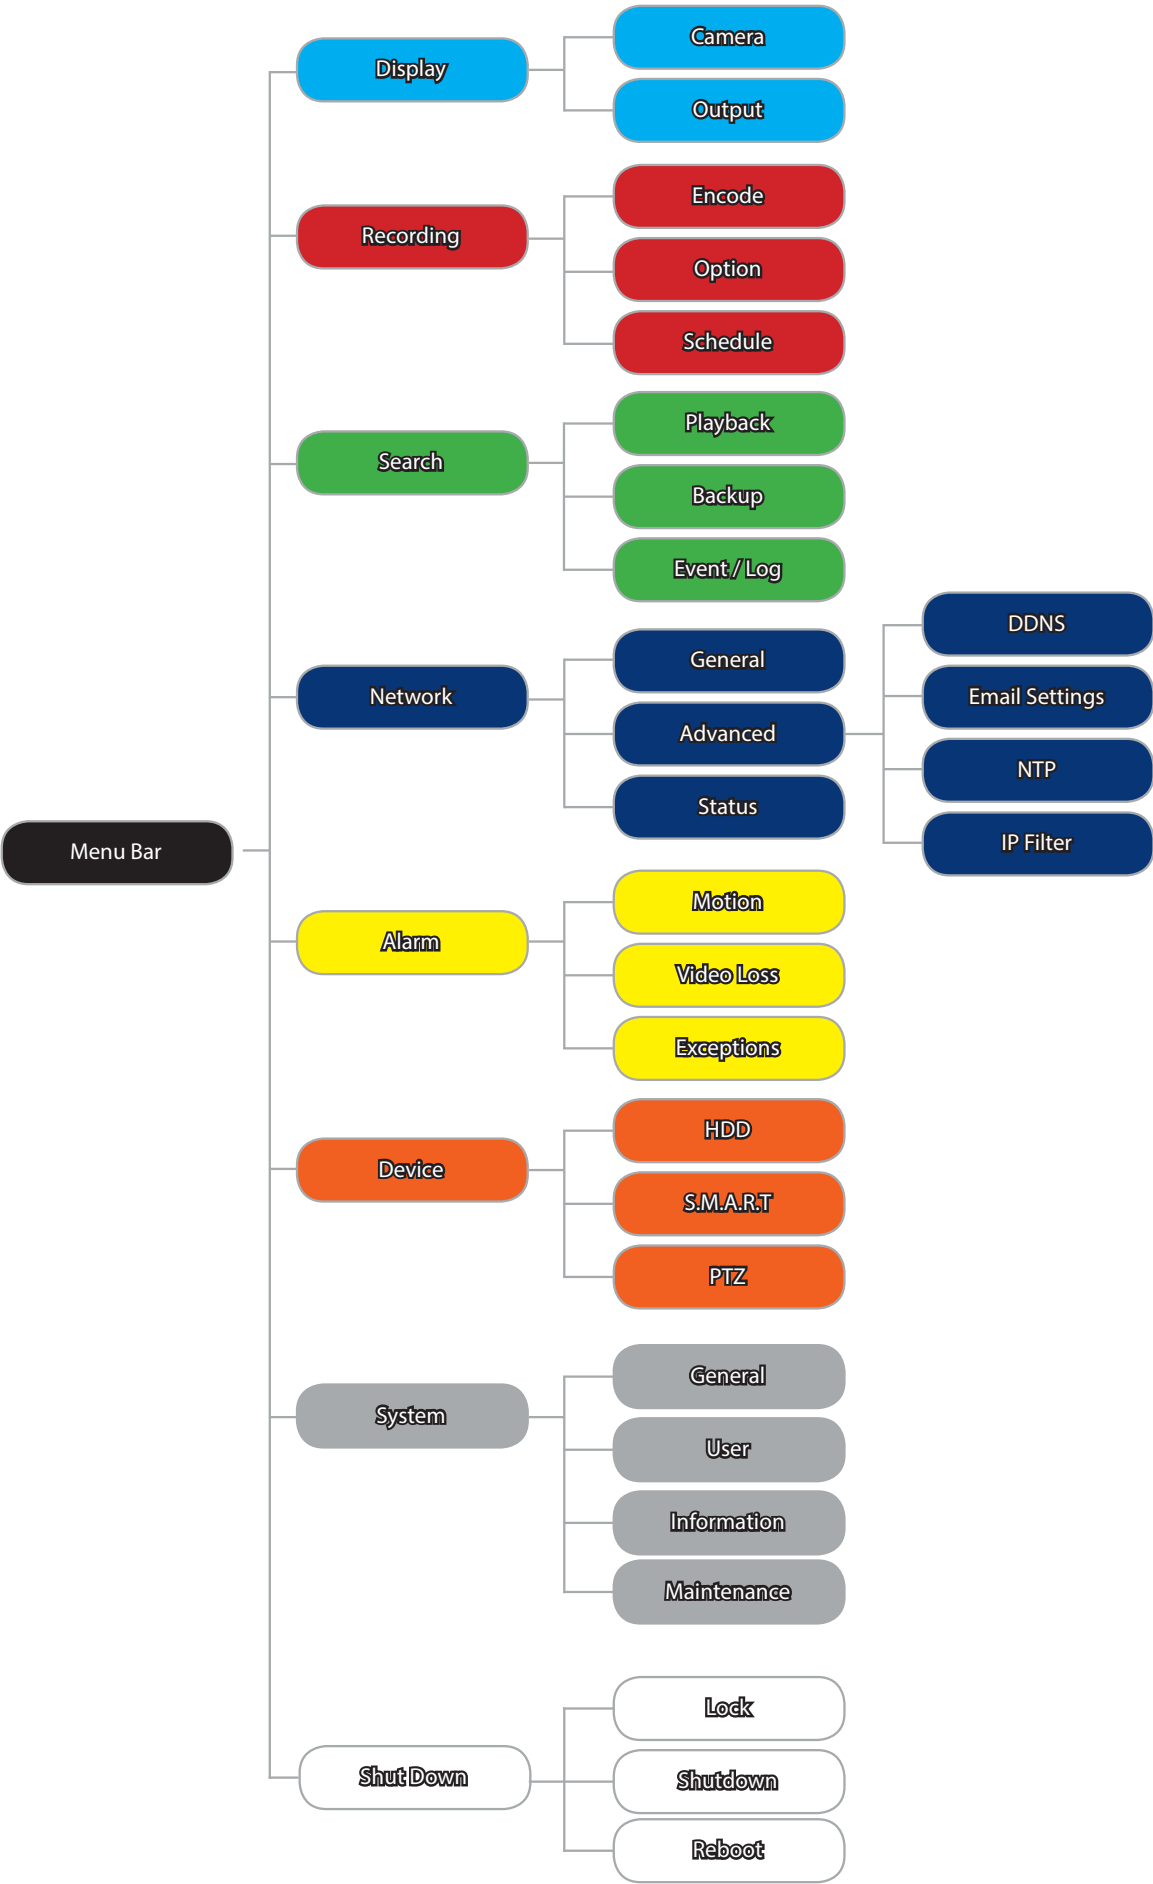 Menu Bar
Display
Camera
Output
Recording
Encode
Option
Schedule
Search
Playback
Backup
Event / Log
Network
General
Advanced
DDNS
Email Settings
NTP
IP Filter
Status
Alarm
Motion
Video Loss
Exceptions
Device
HDD
S.M.A.R.T
PTZ
System
General
User
Information
Maintenance
Shut Down
Lock
Shutdown
Reboot